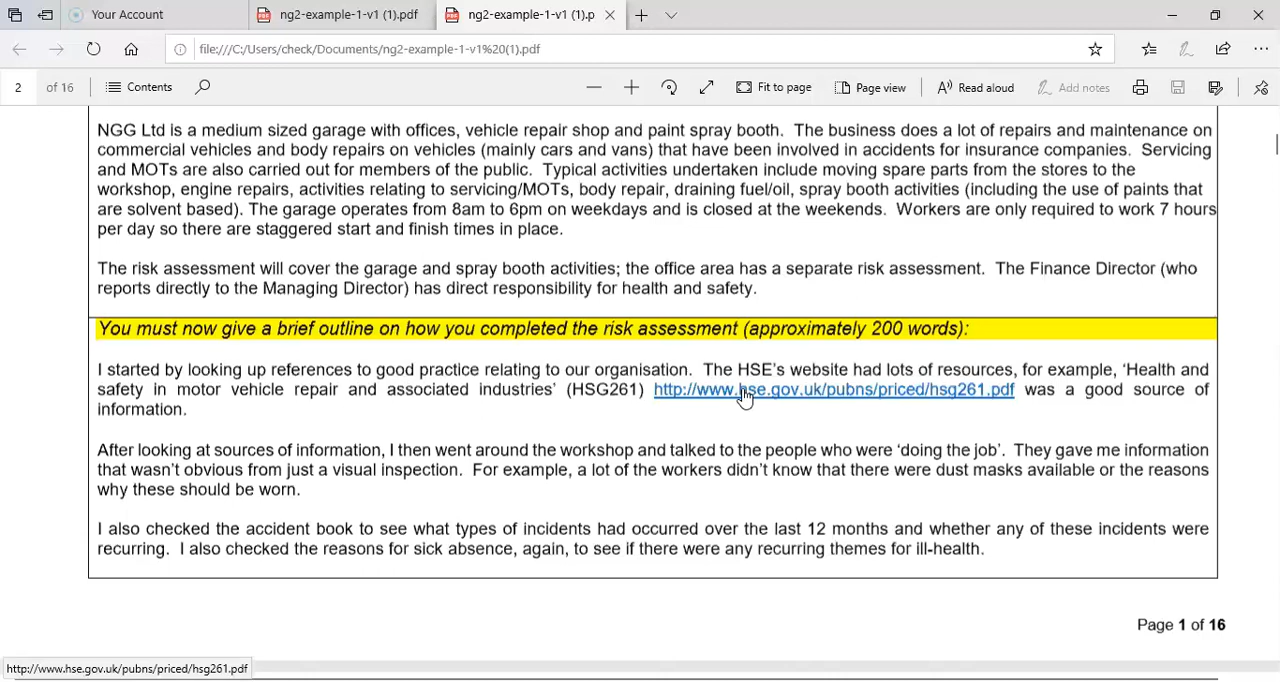 Your Account
ng2-example-1-v1 (1).pdf
ng2-example-1-v1 (1).p
file:///C:/Users/check/Documents/ng2-example-1-v1%20(1).pdf
2 of 16
Contents
Fit to page
Page view
Read aloud
Add notes
NGG Ltd is a medium sized garage with offices, vehicle repair shop and paint spray booth. The business does a lot of repairs and maintenance on
commercial vehicles and body repairs on vehicles (mainly cars and vans) that have been involved in accidents for insurance companies. Servicing
and MOTs are also carried out for members of the public. Typical activities undertaken include moving spare parts from the stores to the
workshop, engine repairs, activities relating to servicing/MOTs, body repair, draining fuel/oil, spray booth activities (including the use of paints that
are solvent based). The garage operates from 8am to 6pm on weekdays and is closed at the weekends. Workers are only required to work 7 hours
per day so there are staggered start and finish times in place.
The risk assessment will cover the garage and spray booth activities; the office area has a separate risk assessment. The Finance Director (who
reports directly to the Managing Director) has direct responsibility for health and safety.
You must now give a brief outline on how you completed the risk assessment (approximately 200 words):
I started by looking up references to good practice relating to our organisation. The HSE's website had lots of resources, for example, ‘Health and
safety in motor vehicle repair and associated industries’ (HSG261) http://www.hse.gov.uk/pubns/priced/hsg261.pdf was a good source of
information.
After looking at sources of information, I then went around the workshop and talked to the people who were ‘doing the job’. They gave me information
that wasn’t obvious from just a visual inspection. For example, a lot of the workers didn’t know that there were dust masks available or the reasons
why these should be worn.
I also checked the accident book to see what types of incidents had occurred over the last 12 months and whether any of these incidents were
recurring. I also checked the reasons for sick absence, again, to see if there were any recurring themes for ill-health.
Page 1 of 16
http://www.hse.gov.uk/pubns/priced/hsg261.pdf